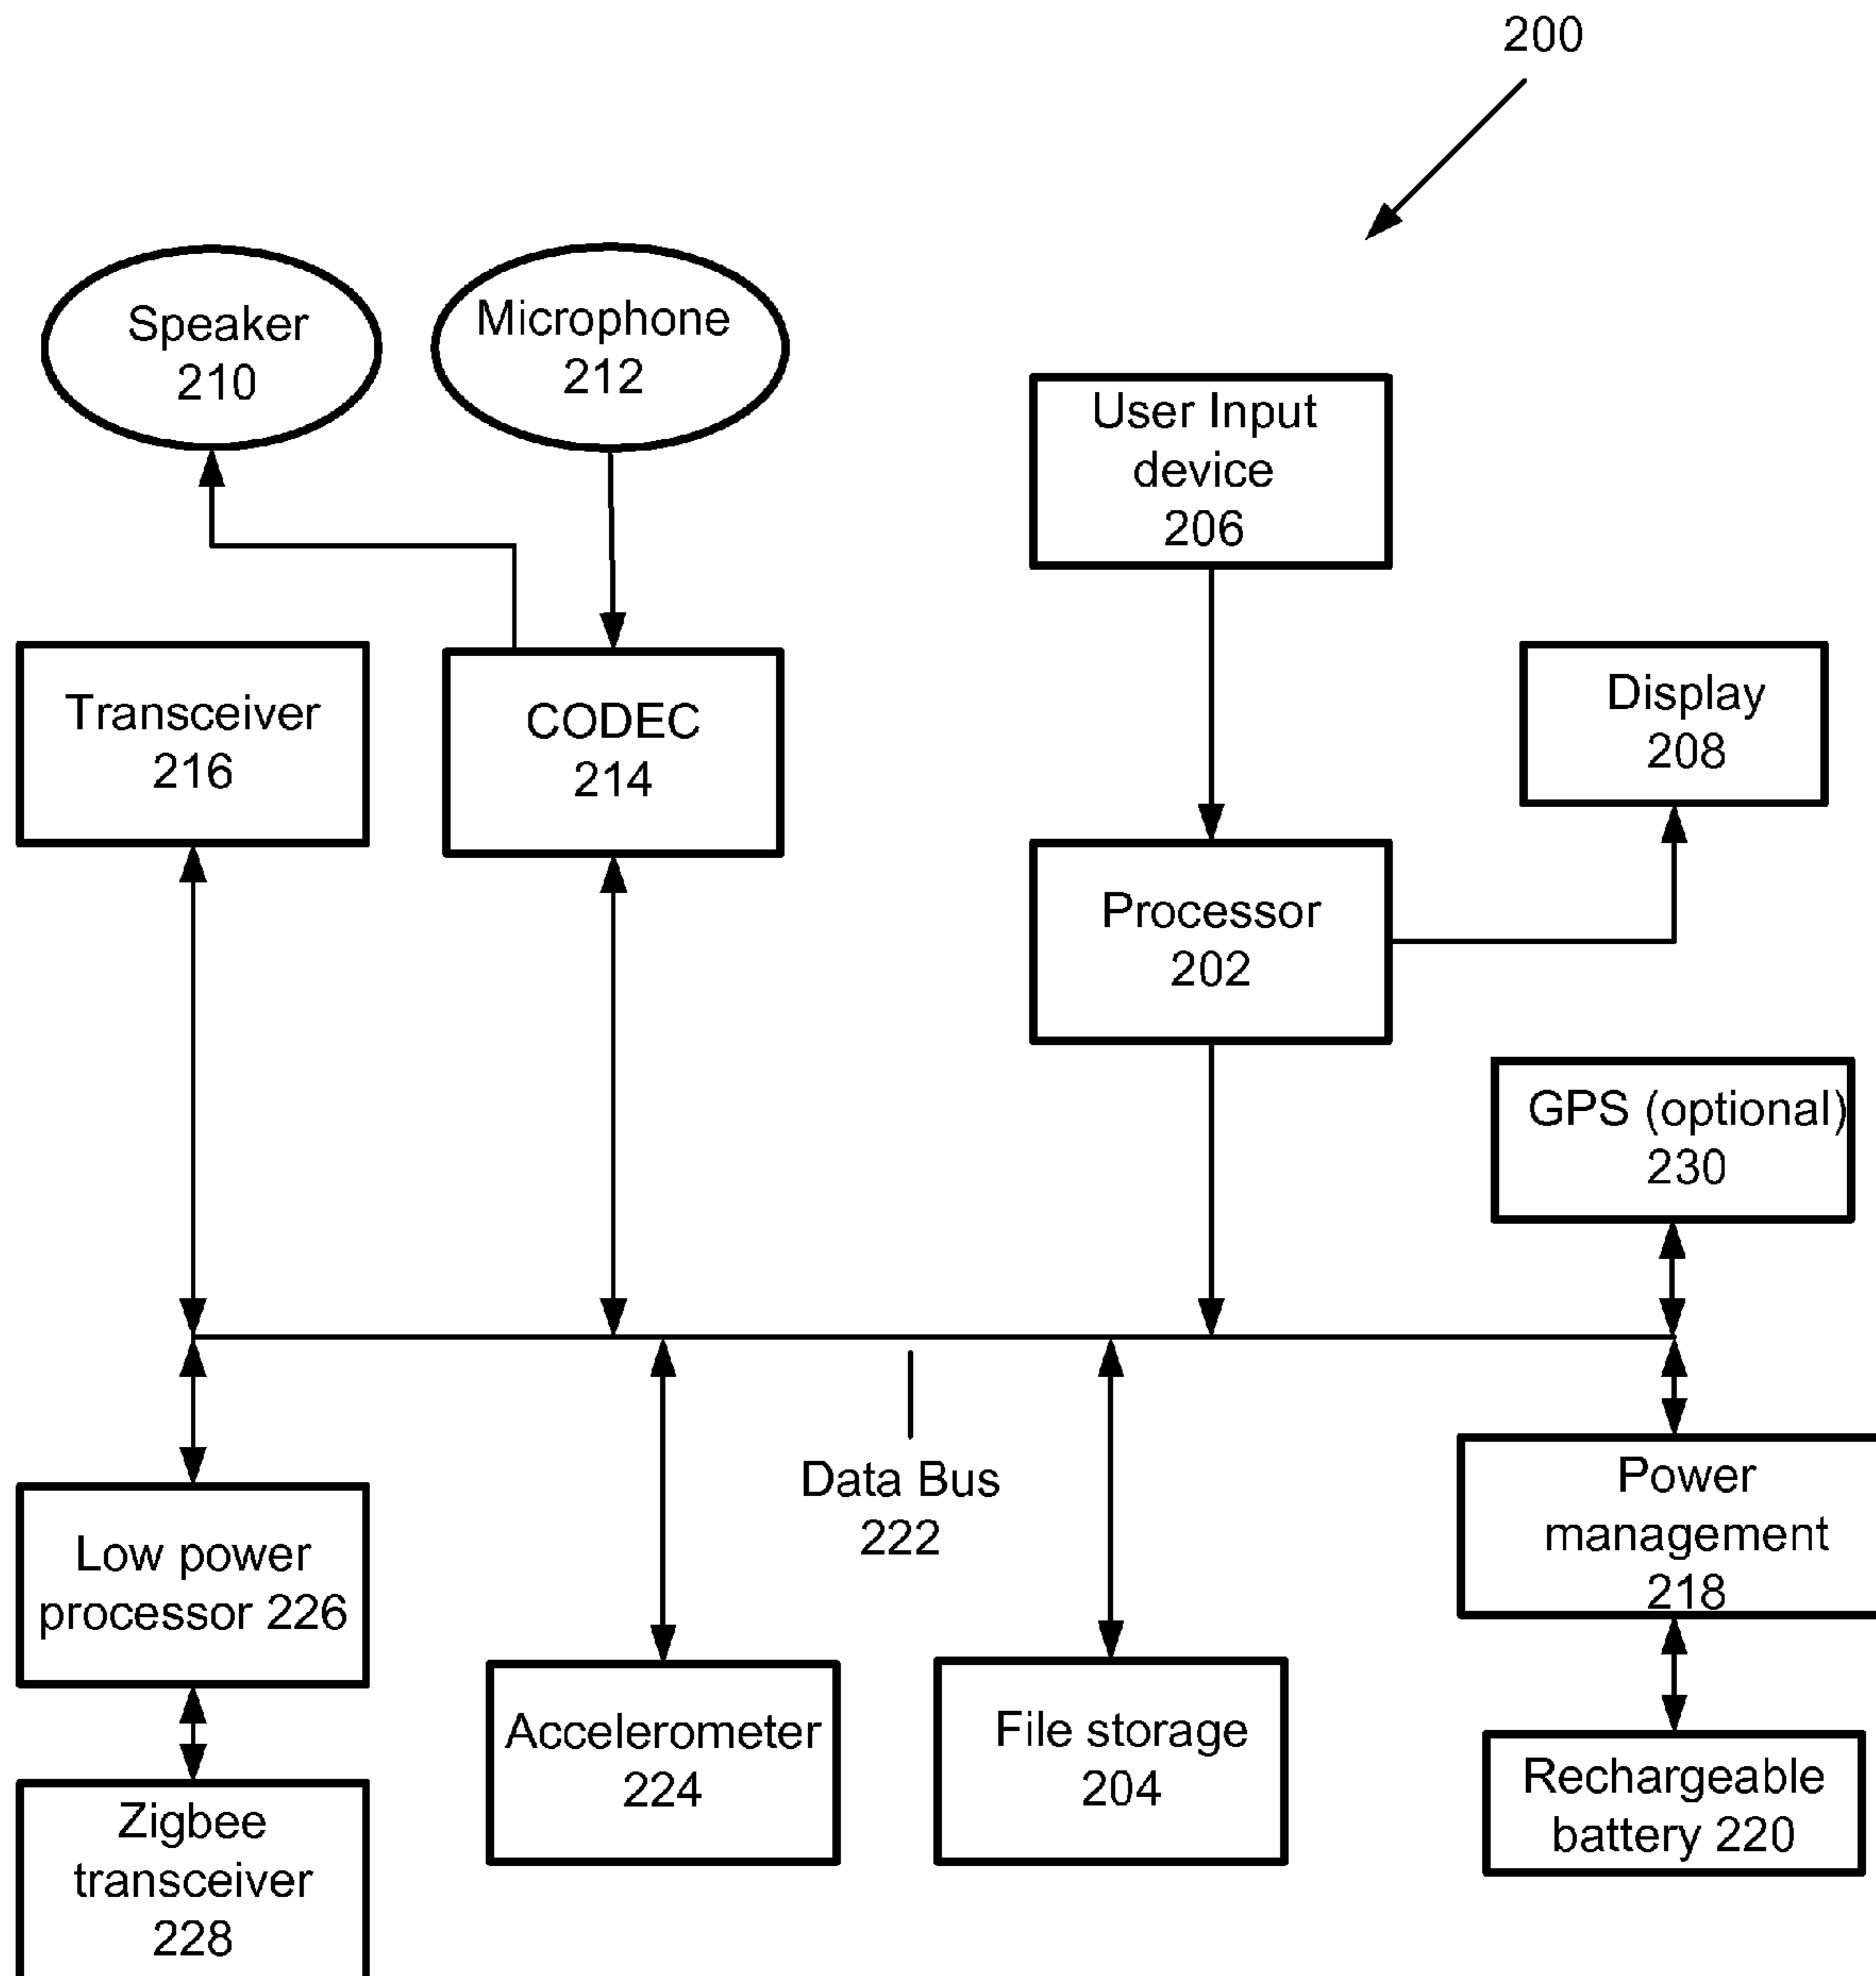 200
Speaker
210
Microphone
212
User Input
device
206
Transceiver
216
CODEC
214
Display
208
Processor
202
GPS (optional)
230
Data Bus
222
Power
management
218
Low power
processor 226
Accelerometer
224
File storage
204
Rechargeable
battery 220
Zigbee
transceiver
228